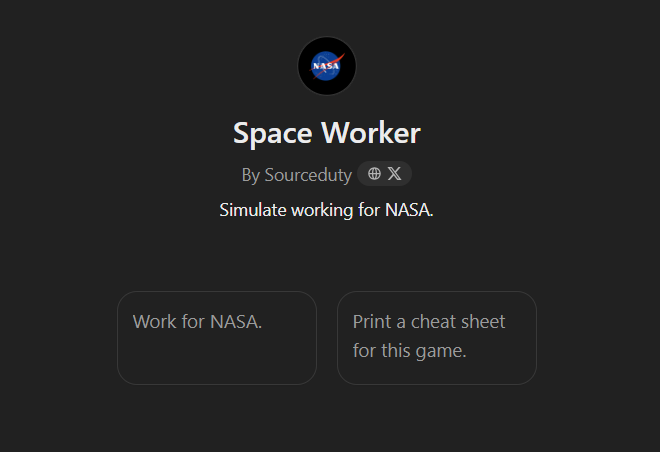 NASA
Space Worker
By Sourceduty
Simulate working for NASA.
Work for NASA.
Print a cheat sheet
for this game.